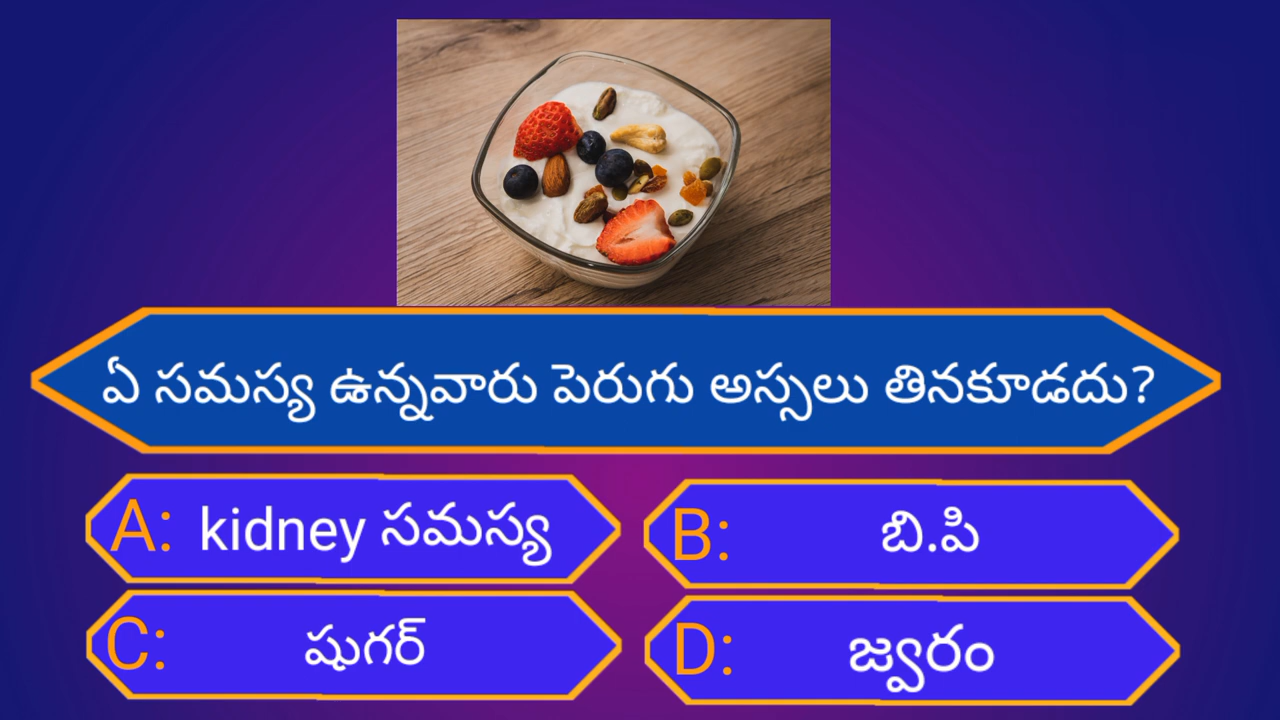 ఏ సమస్య ఉన్నవారు పెరుగు అస్సలు తినకూడదు?
A: kidney సమస్య
B: బి.పి
C: షుగర్
D: జ్వరం